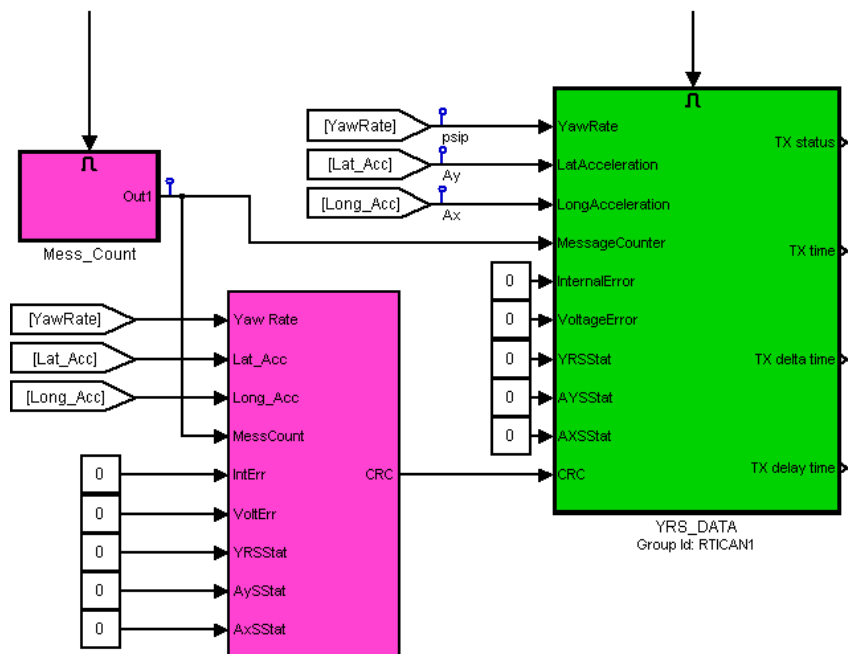 [YawRate]
psip
[Lat_Acc]
Ay
[Long_Acc]
Ax
Out1
Mess_Count
YawRate
LatAcceleration
LongAcceleration
MessageCounter
0
InternalError
0
VoltageError
0
YRSStat
0
AYSStat
0
AXSStat
CRC
TX status
TX time
TX delta time
TX delay time
YRS_DATA
Group Id: RTICAN1
[YawRate]
Yaw Rate
[Lat_Acc]
Lat_Acc
[Long_Acc]
Long_Acc
MessCount
0
IntErr
0
VoltErr
0
YRSStat
0
AySStat
0
AxSStat
CRC